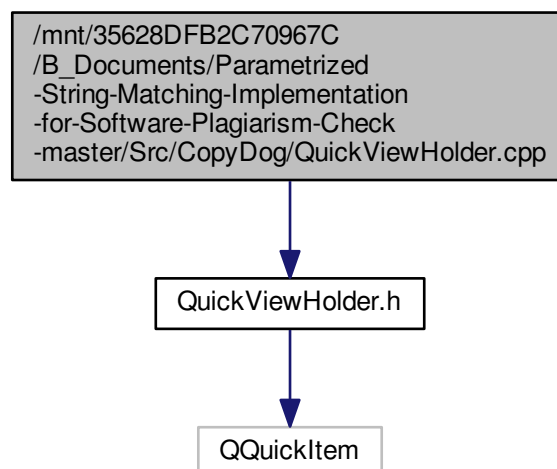 /mnt/35628DFB2C70967C
/B_Documents/Parametrized
-String-Matching-Implementation
-for-Software-Plagiarism-Check
-master/Src/CopyDog/QuickViewHolder.cpp
QuickViewHolder.h
QQuickItem